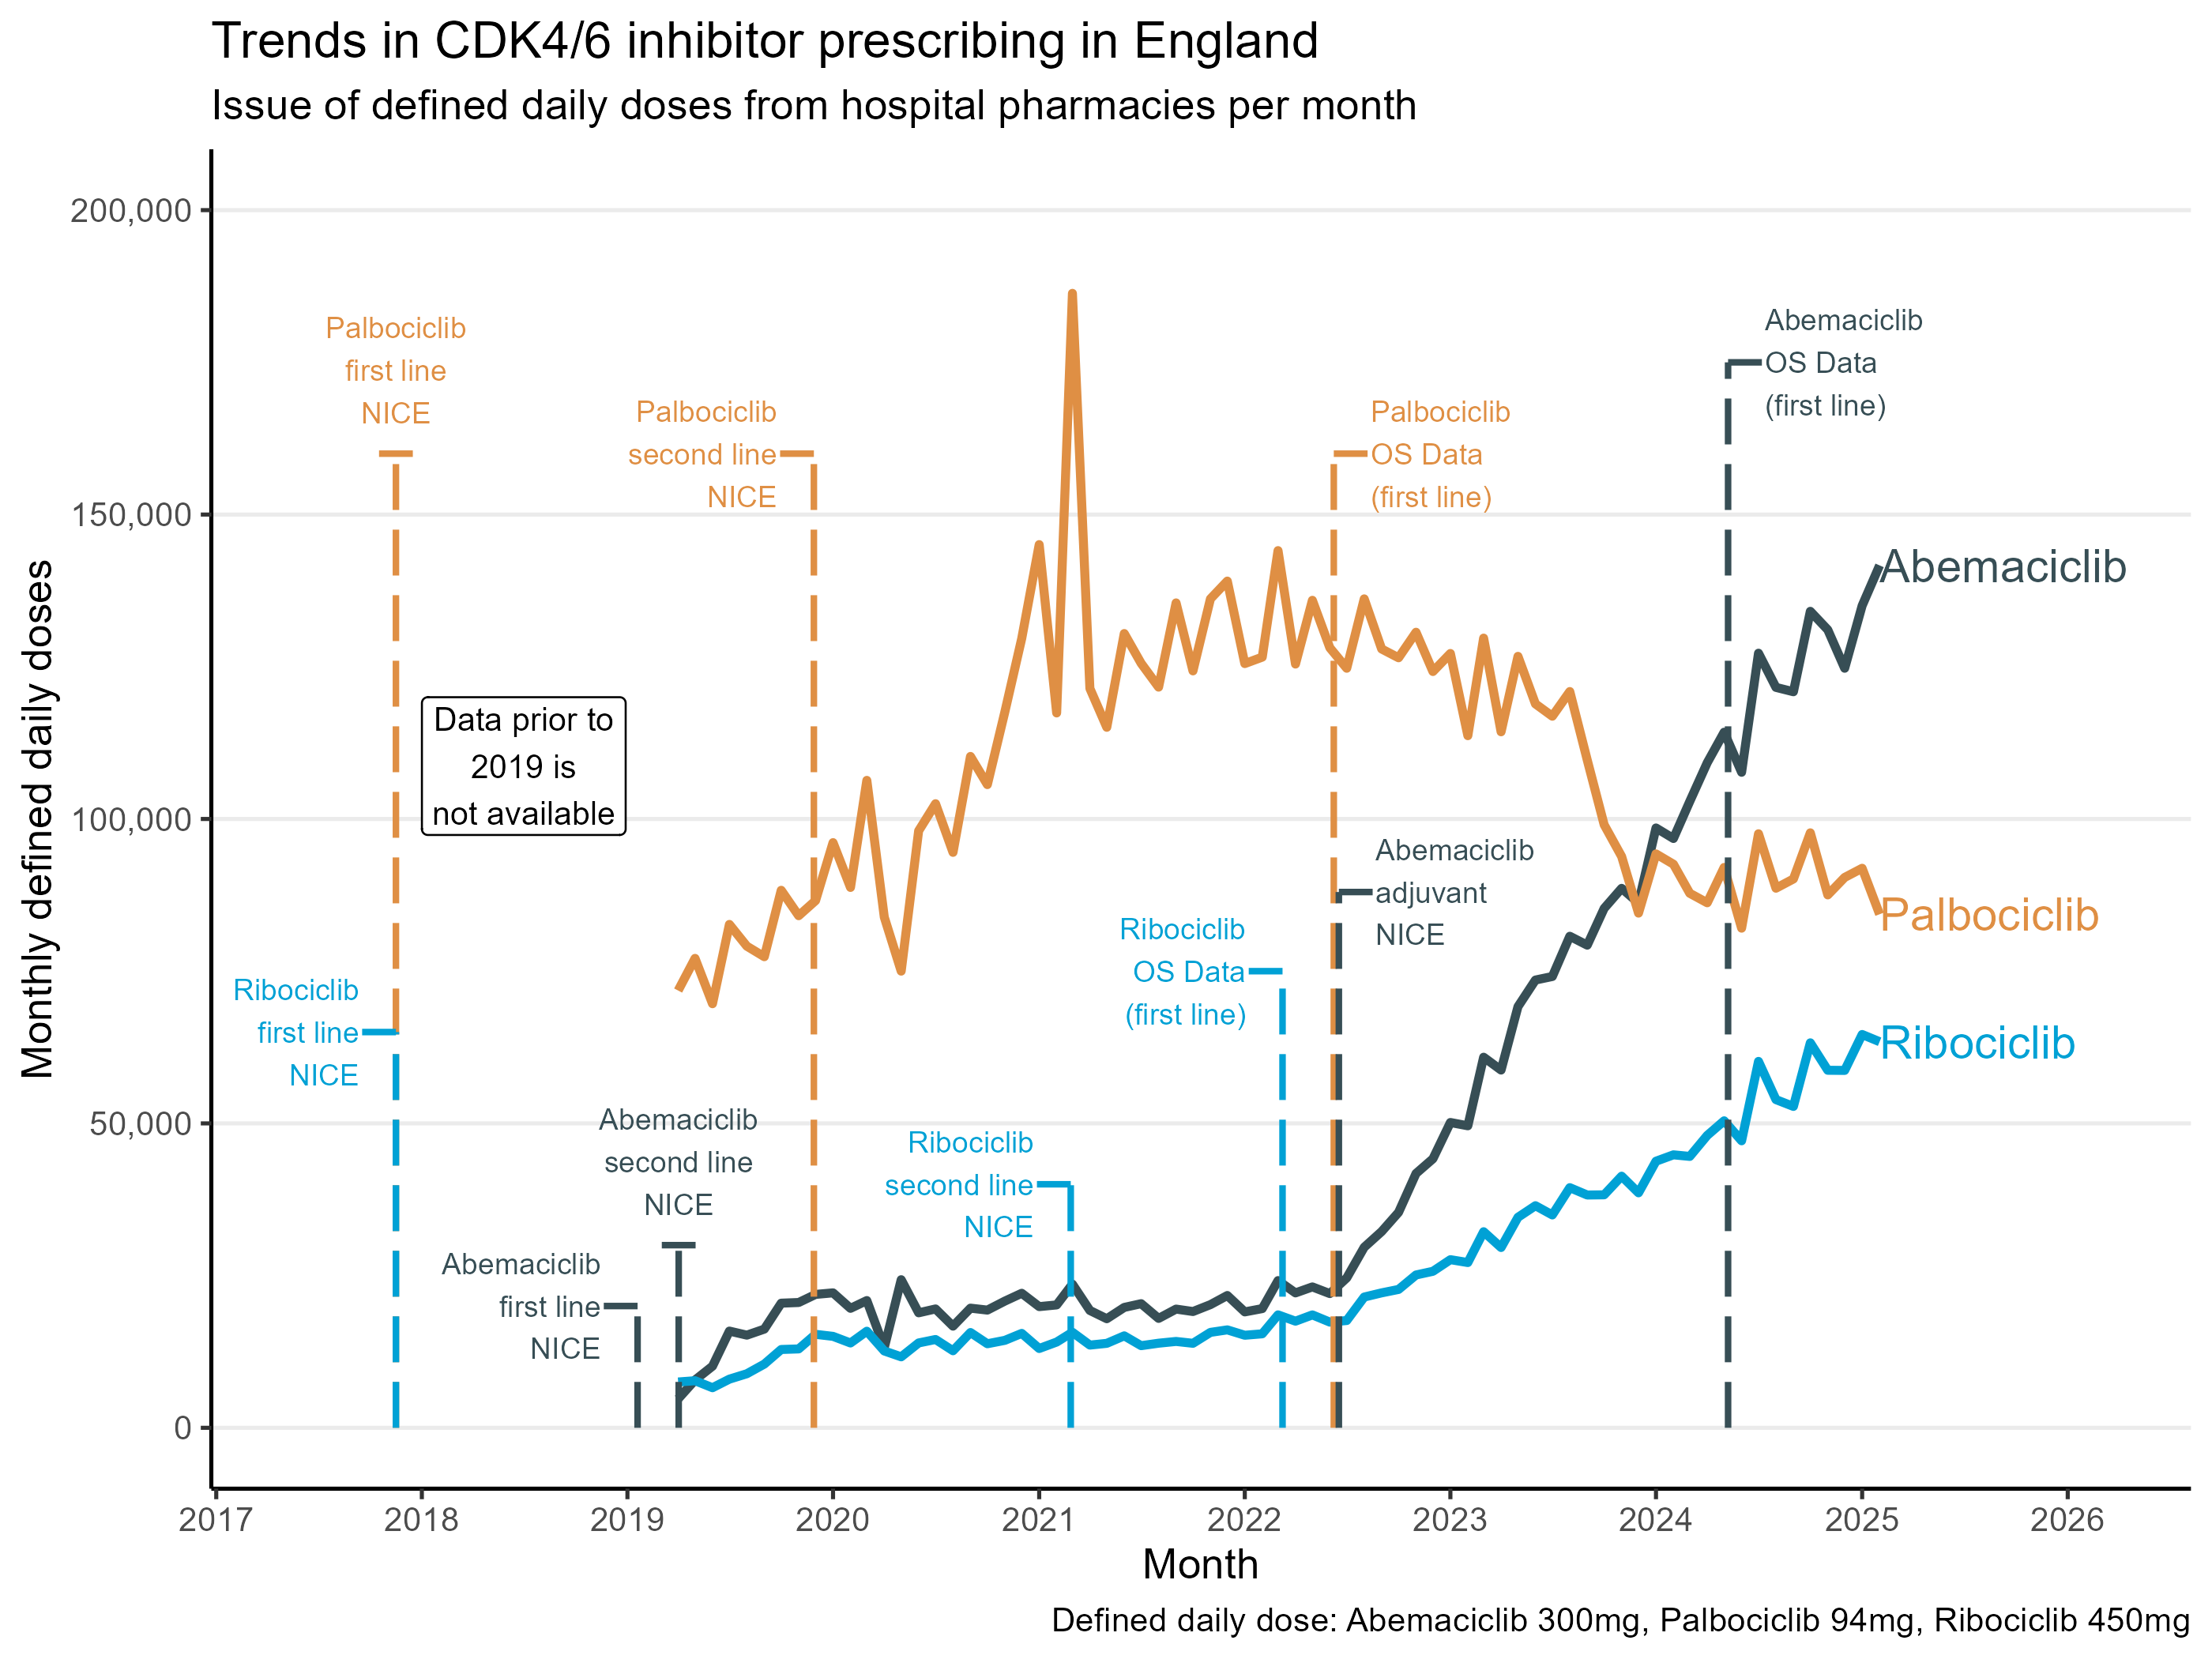 Trends in CDK4/6 inhibitor prescribing in England
Issue of defined daily doses from hospital pharmacies per month
Monthly defined daily doses
200,000
150,000
100,000
50,000
0
Palbociclib
first line
NICE
Palbociclib
second line
NICE
Palbociclib
OS Data
(first line)
Abemaciclib
OS Data
(first line)
Abemaciclib
Data prior to
2019 is
not available
Abemaciclib
adjuvant
NICE
Palbociclib
Ribociclib
OS Data
(first line)
Ribociclib
first line
NICE
Ribociclib
Abemaciclib
second line
NICE
Ribociclib
second line
NICE
Abemaciclib
first line
NICE
2017
2018
2019
2020
2021
2022
2023
2024
2025
2026
Month
Defined daily dose: Abemaciclib 300mg, Palbociclib 94mg, Ribociclib 450mg